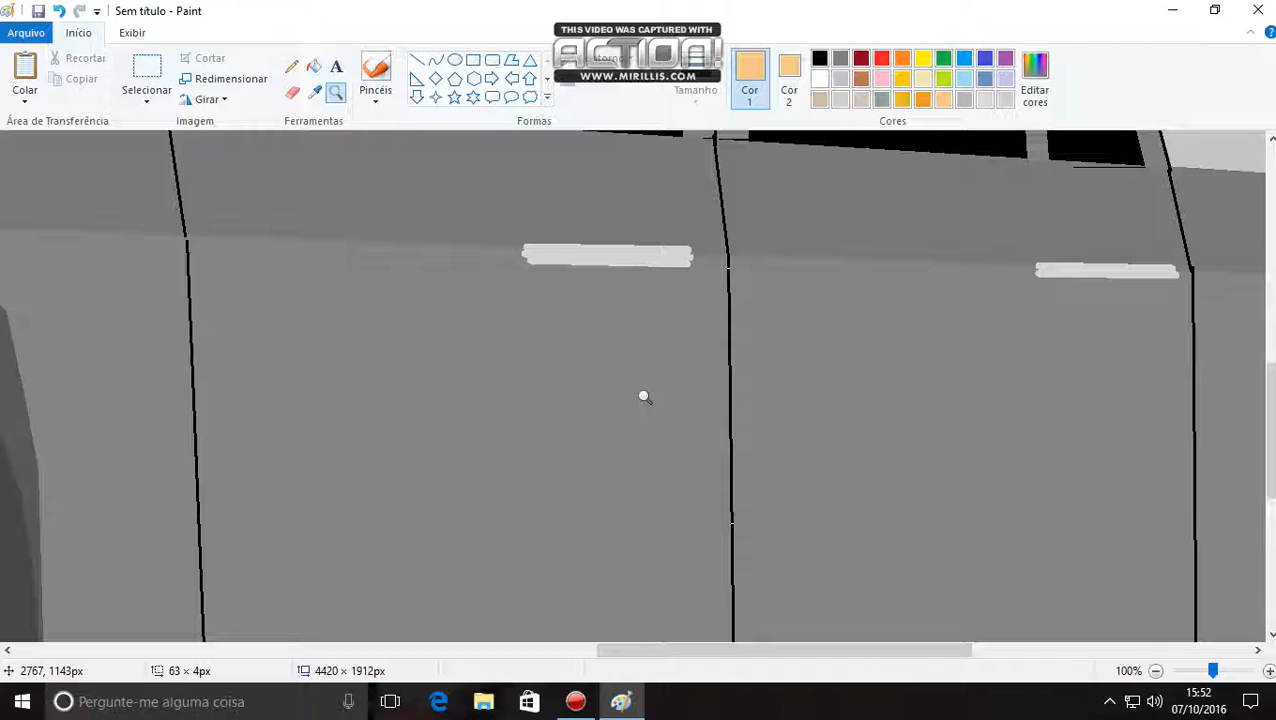 Sem título - Paint
Arquivo
Início
Exibir
THIS VIDEO WAS CAPTURED WITH
ACTION!
WWW.MIRILLIS.COM
Colar
Recortar
Copiar
Área de Transferência
Selecionar
Cortar
Redimensionar
Girar
Imagem
A
Ferramentas
Pincéis
Formas
Tamanho
Cor
1
Cor
2
Editar
cores
Cores
2767, 1143px
63 × 4px
4420 × 1912px
100%
Pergunte-me alguma coisa
15:52
07/10/2016